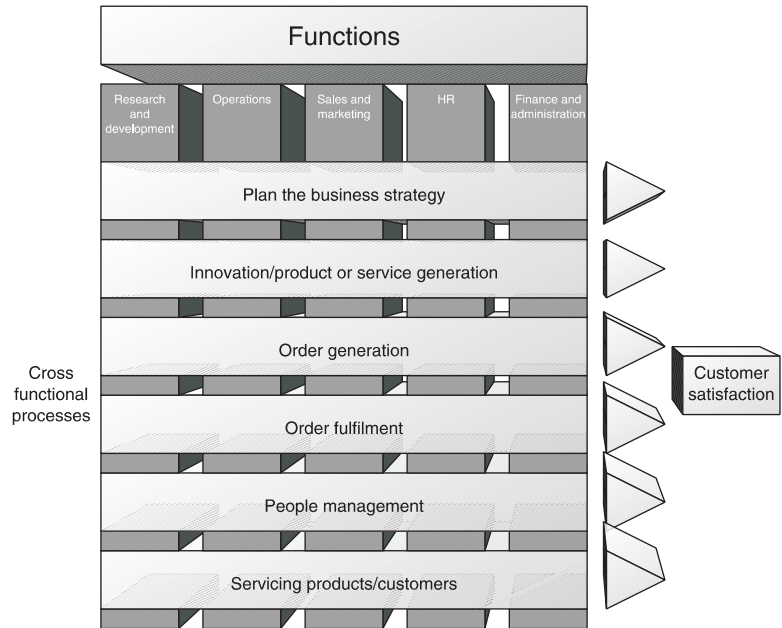 Functions
Research
and
development
Operations
Sales and
marketing
HR
Finance and
administration
Plan the business strategy
Innovation/product or service generation
Order generation
Cross
functional
processes
Customer
satisfaction
Order fulfilment
People management
Servicing products/customers